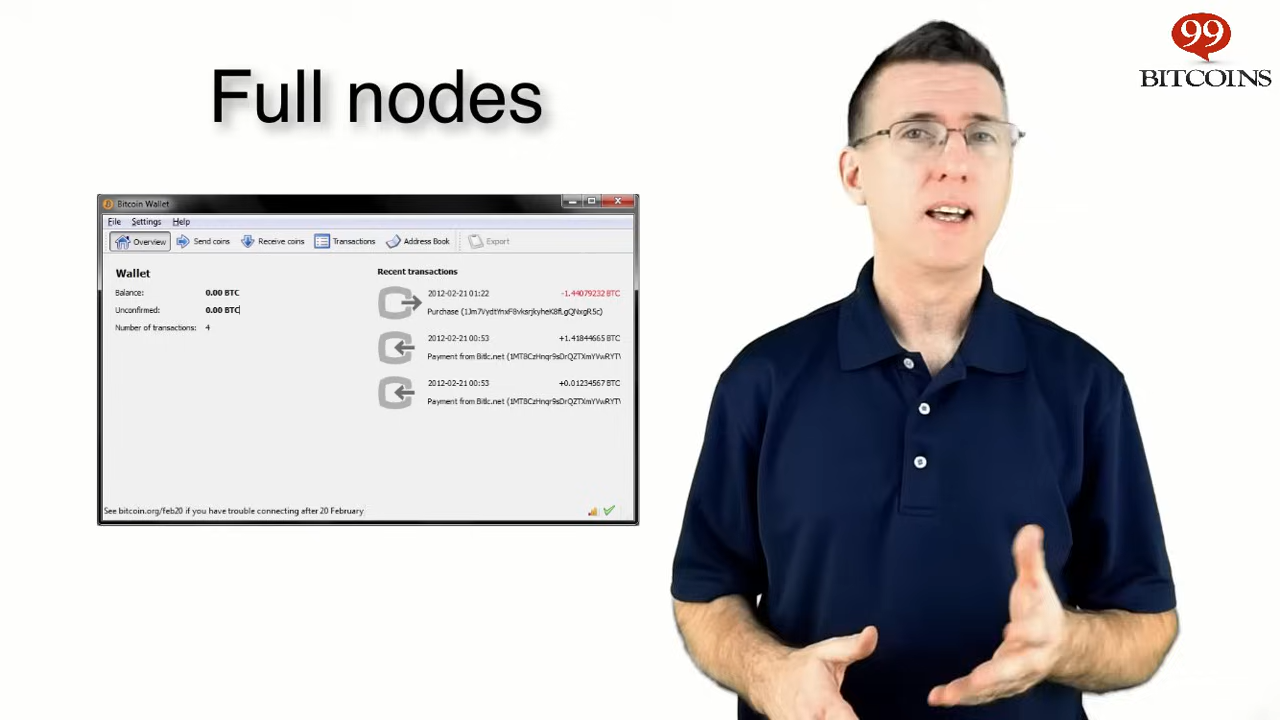 Full nodes
99
BITCOINS
Bitcoin Wallet
File Settings Help
Overview Send coins Receive coins Transactions Address Book Export
Wallet
Balance: 0.00 BTC
Unconfirmed: 0.00 BTC
Number of transactions: 4
Recent transactions
2012-02-21 01:22 -1.44079232 BTC
Purchase
2012-02-21 00:53 +1.41844665 BTC
Payment from Bitlc.net
2012-02-21 00:53 +0.01234567 BTC
Payment from Bitlc.net
See bitcoin.org/feb20 if you have trouble connecting after 20 February